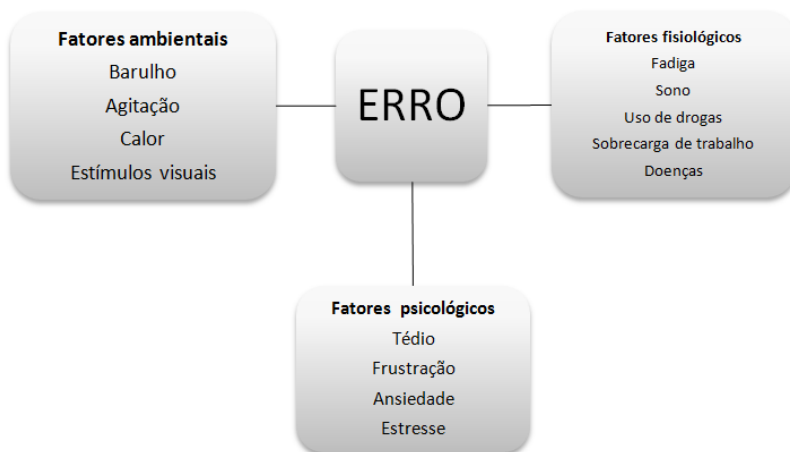 Fatores ambientais
Barulho
Agitação
Calor
Estímulos visuais
ERRO
Fatores fisiológicos
Fadiga
Sono
Uso de drogas
Sobrecarga de trabalho
Doenças
Fatores psicológicos
Tédio
Frustração
Ansiedade
Estresse